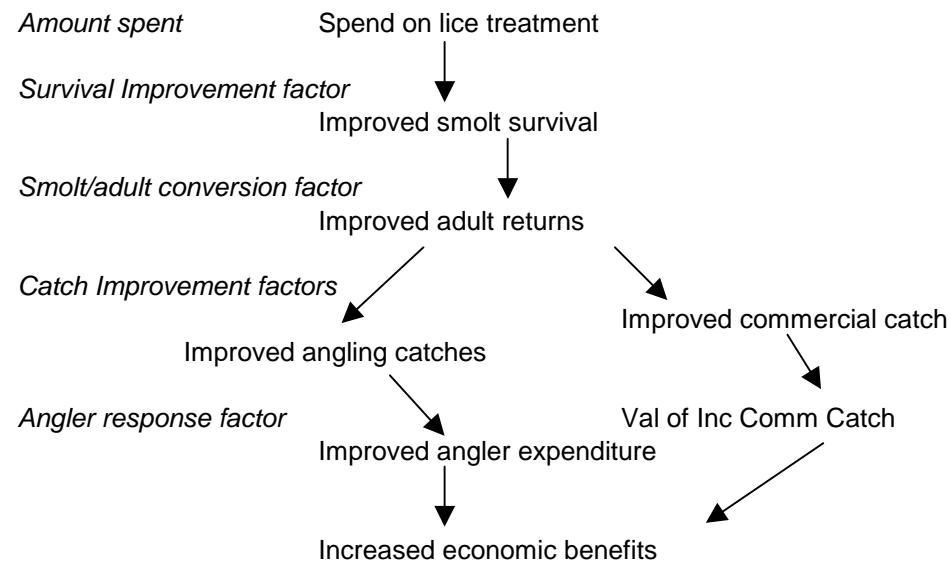 Amount spent Spend on lice treatment
Survival Improvement factor
Improved smolt survival
Smolt/adult conversion factor
Improved adult returns
Catch Improvement factors
Improved commercial catch
Improved angling catches
Angler response factor Val of Inc Comm Catch
Improved angler expenditure
Increased economic benefits